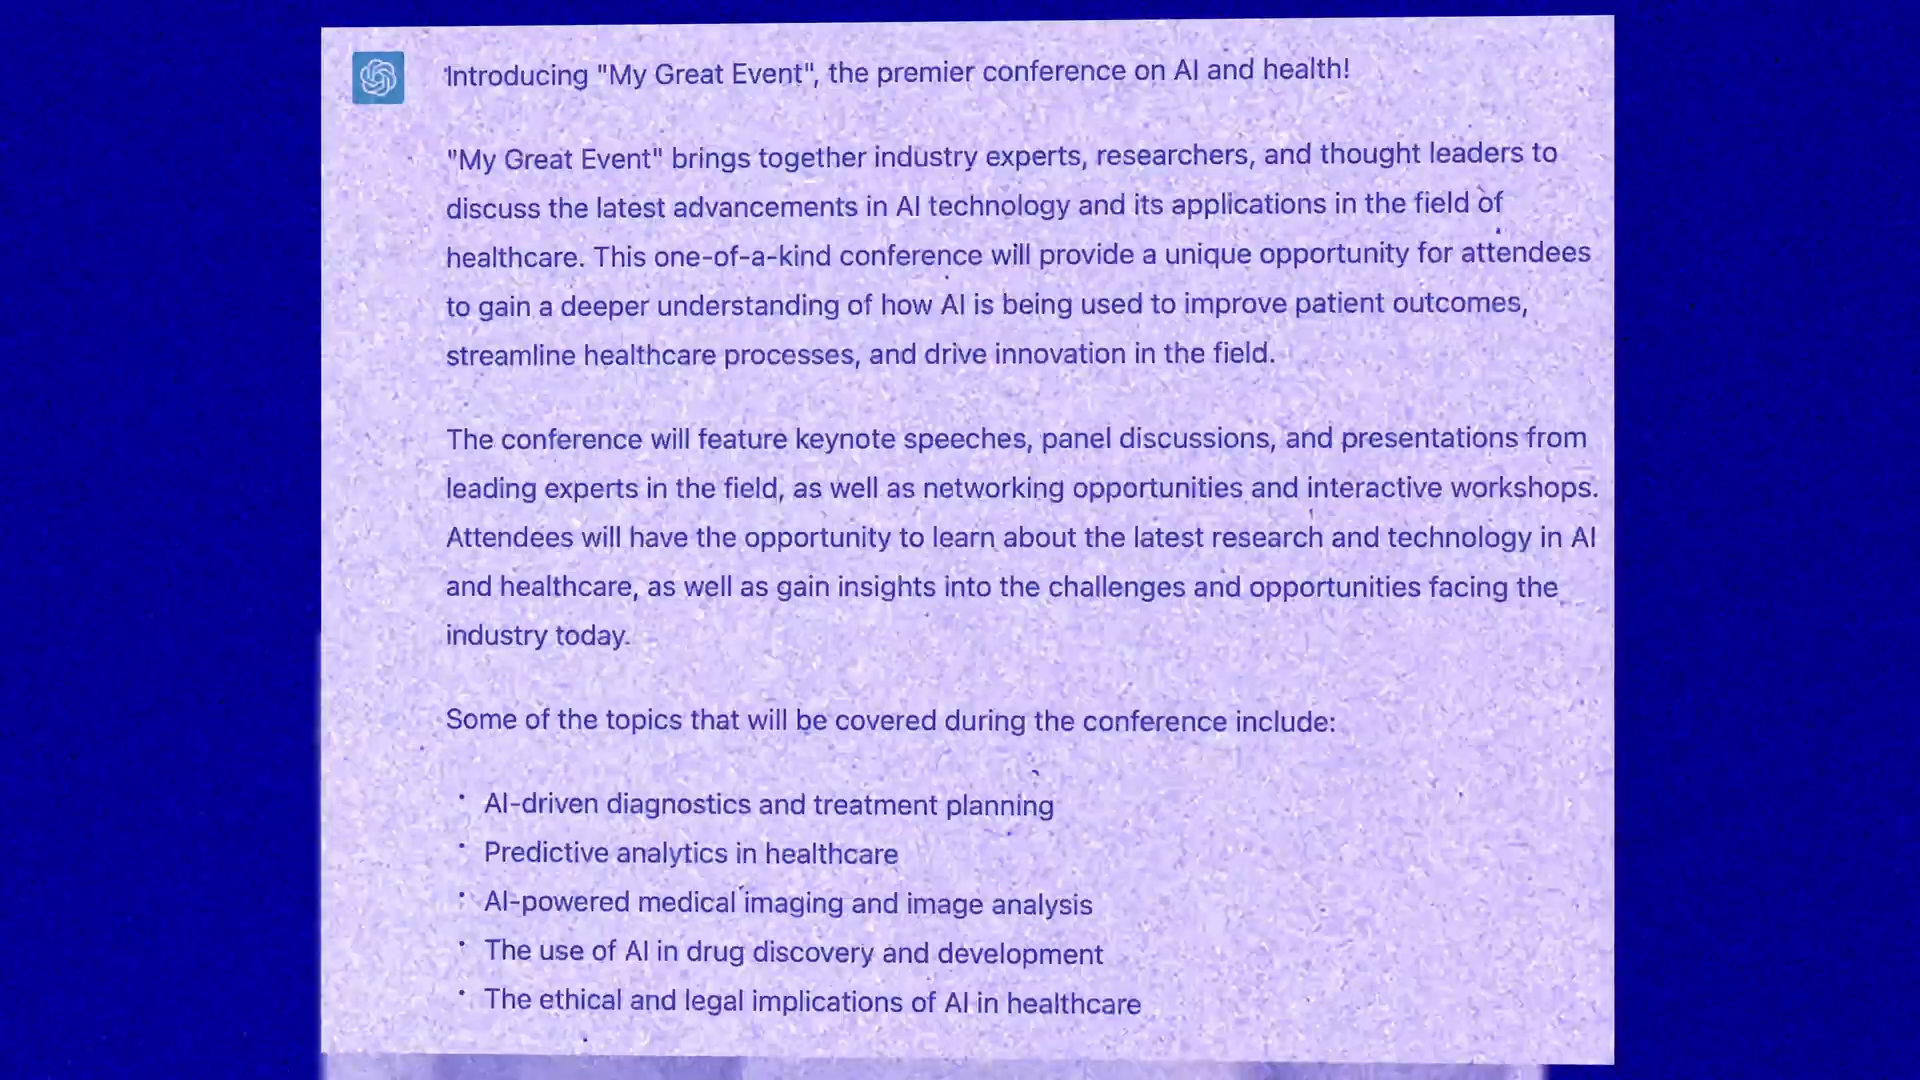 Introducing "My Great Event", the premier conference on AI and health!
"My Great Event" brings together industry experts, researchers, and thought leaders to
discuss the latest advancements in AI technology and its applications in the field of
healthcare. This one-of-a-kind conference will provide a unique opportunity for attendees
to gain a deeper understanding of how AI is being used to improve patient outcomes,
streamline healthcare processes, and drive innovation in the field.
The conference will feature keynote speeches, panel discussions, and presentations from
leading experts in the field, as well as networking opportunities and interactive workshops.
Attendees will have the opportunity to learn about the latest research and technology in AI
and healthcare, as well as gain insights into the challenges and opportunities facing the
industry today.
Some of the topics that will be covered during the conference include:
• AI-driven diagnostics and treatment planning
• Predictive analytics in healthcare
• AI-powered medical imaging and image analysis
• The use of AI in drug discovery and development
• The ethical and legal implications of AI in healthcare